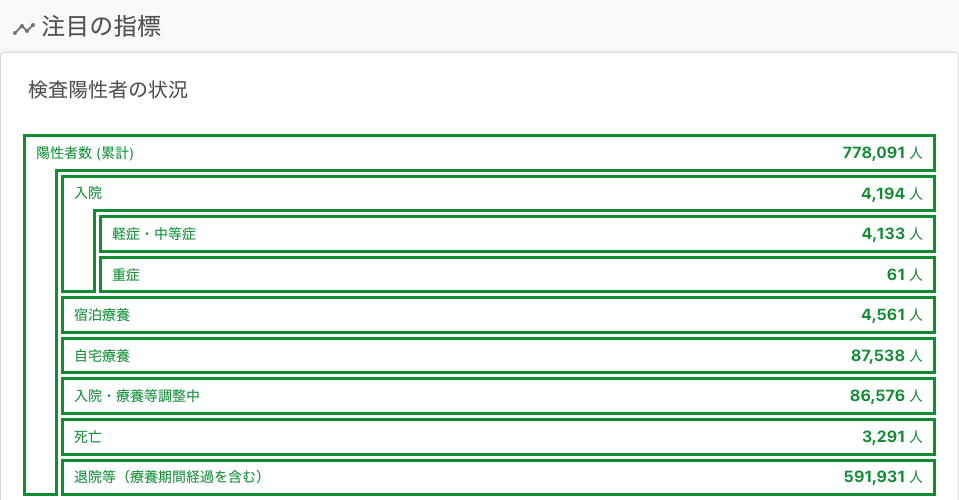 注目の指標
検査陽性者の状況
陽性者数 (累計) 778,091 人
入院 4,194 人
軽症・中等症 4,133 人
重症 61 人
宿泊療養 4,561 人
自宅療養 87,538 人
入院・療養等調整中 86,576 人
死亡 3,291 人
退院等（療養期間経過を含む） 591,931 人